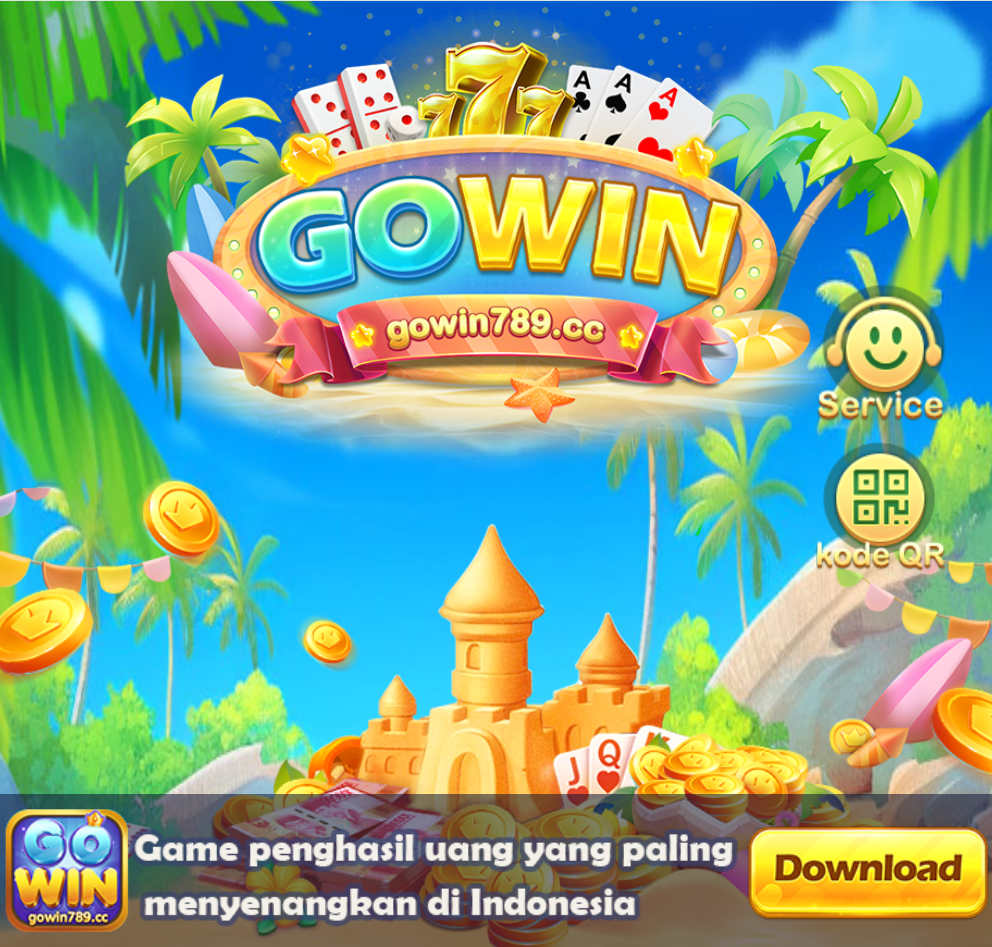 777
A A A
GOWIN
gowin789.cc
Service
kode QR
J Q K
GO
WIN
gowin789.cc
Game penghasil uang yang paling
menyenangkan di Indonesia
Download